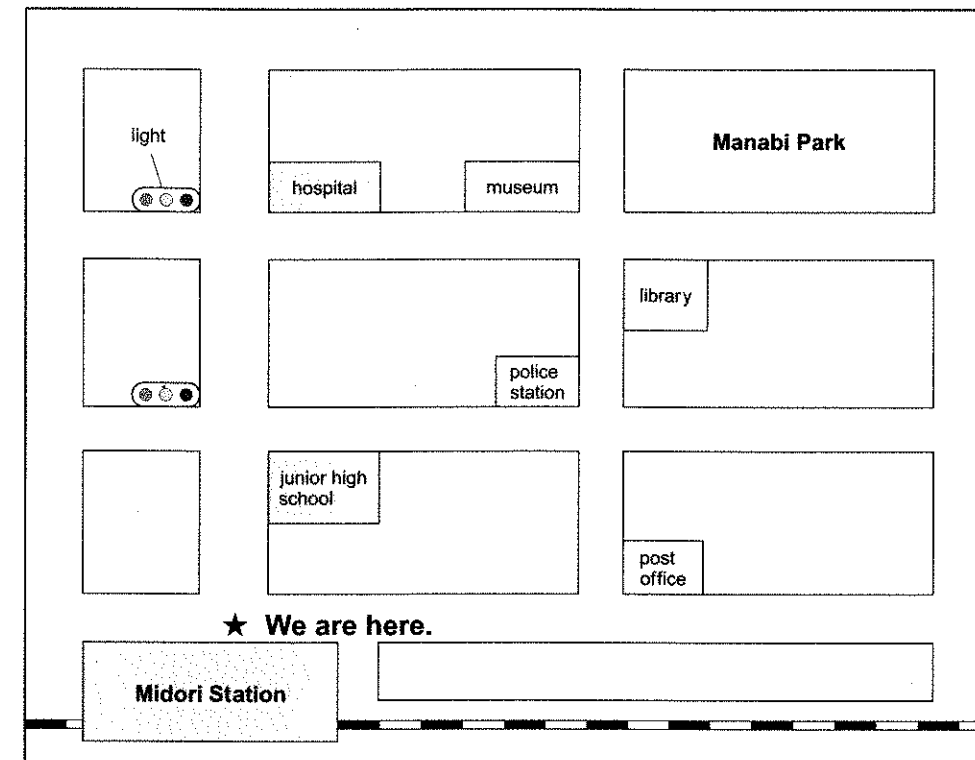 light
Manabi Park
hospital
museum
library
police
station
junior high
school
post
office
★ We are here.
Midori Station